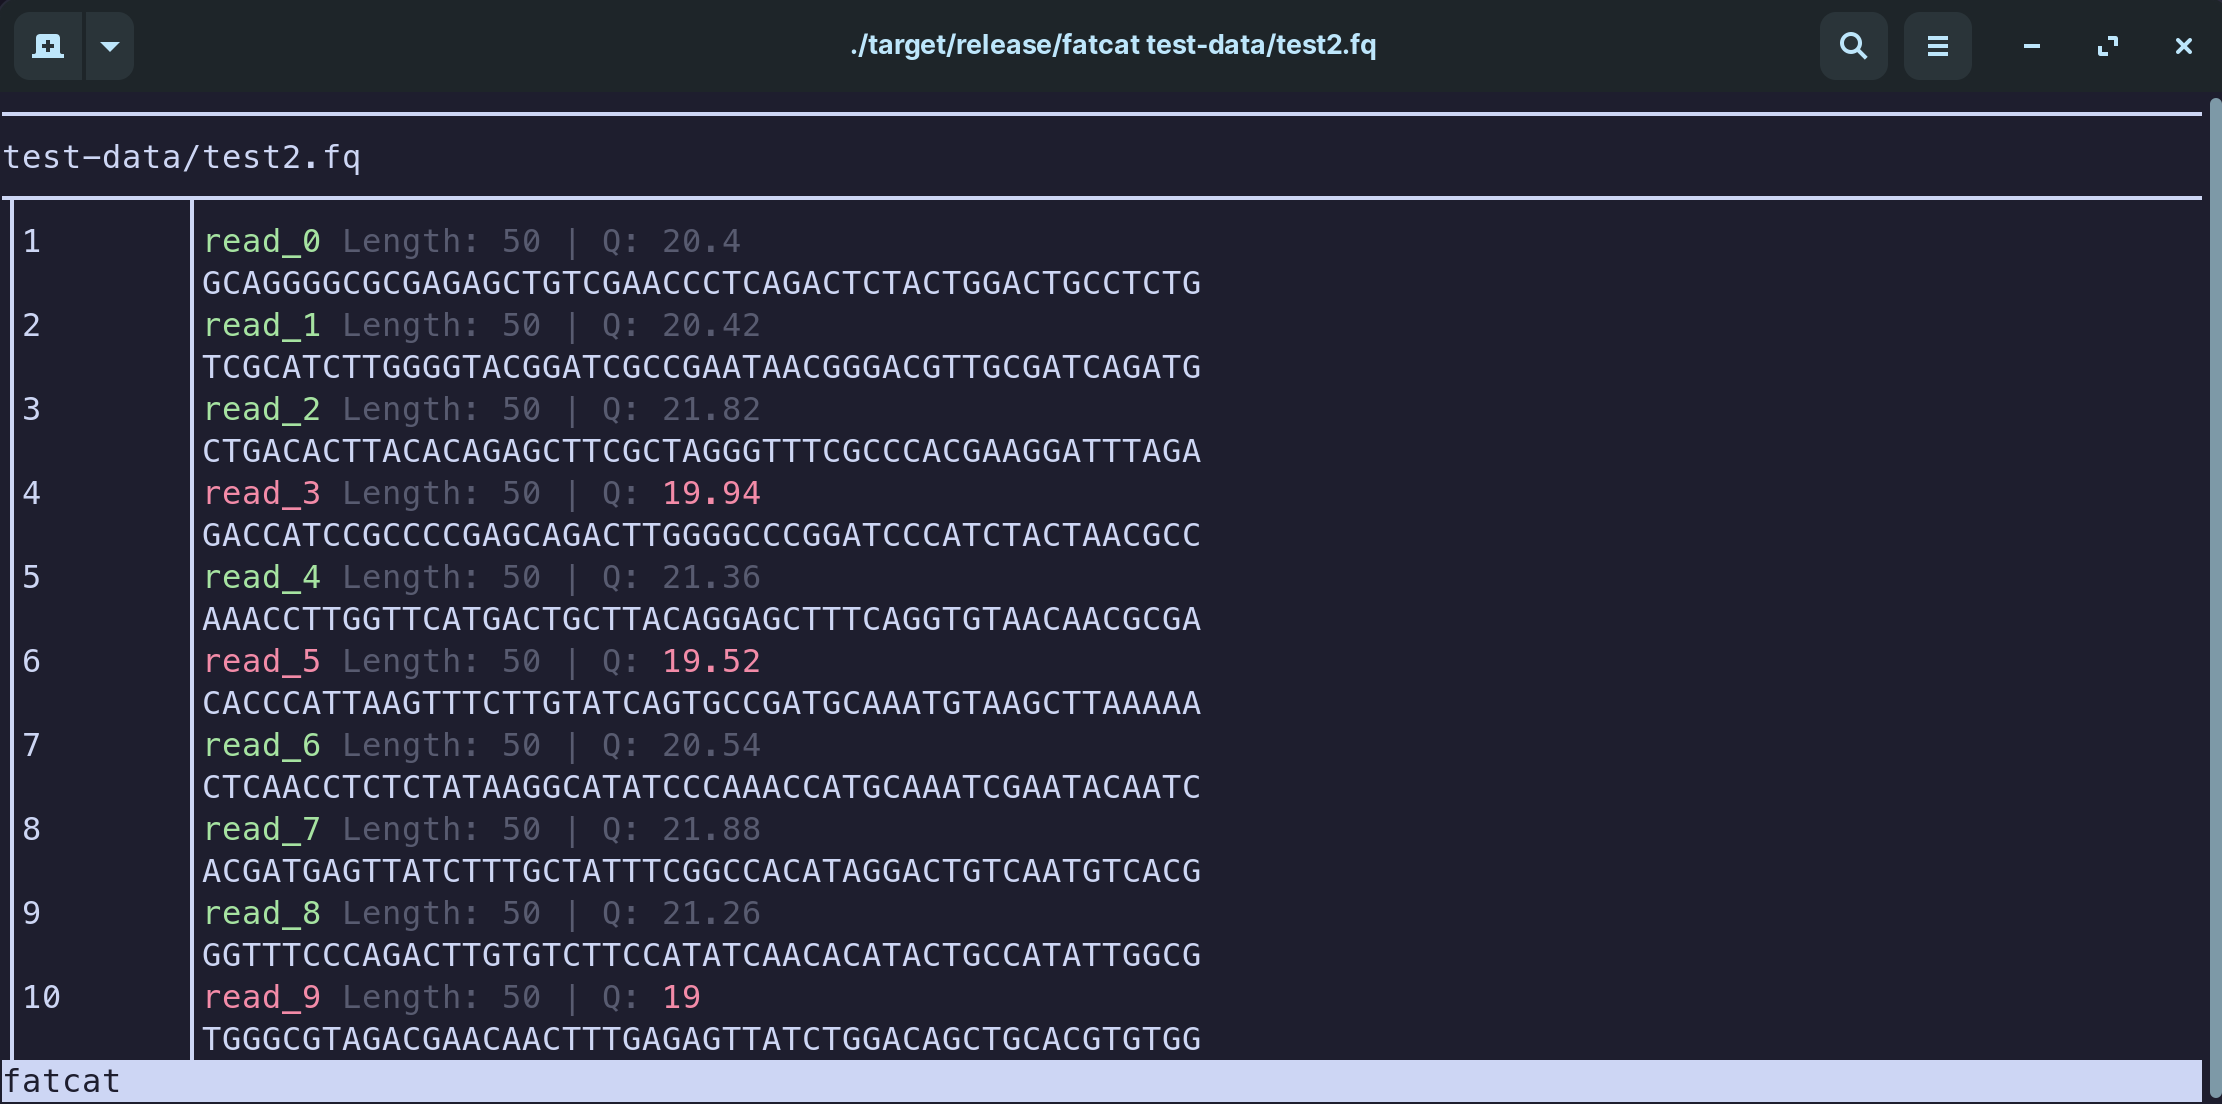 ./target/release/fatcat test-data/test2.fq
test-data/test2.fq
1 read_0 Length: 50 | Q: 20.4
GCAGGGGCGCGAGAGCTGTCGAACCCTCAGACTCTACTGGACTGCCTCTG
2 read_1 Length: 50 | Q: 20.42
TCGCATCTTGGGGTACGGATCGCCGAATAACGGGACGTTGCGATCAGATG
3 read_2 Length: 50 | Q: 21.82
CTGACACTTACACAGAGCTTCGCTAGGGTTTCGCCCACGAAGGATTTAGA
4 read_3 Length: 50 | Q: 19.94
GACCATCCGCCCCGAGCAGACTTGGGGCCCGGATCCCATCTACTAACGCC
5 read_4 Length: 50 | Q: 21.36
AAACCTTGGTTCATGACTGCTTACAGGAGCTTTCAGGTGTAACAACGCGA
6 read_5 Length: 50 | Q: 19.52
CACCCATTAAGTTTCTTGTATCAGTGCCGATGCAAATGTAAGCTTAAAAA
7 read_6 Length: 50 | Q: 20.54
CTCAACCTCTCTATAAGGCATATCCCAAACCATGCAAATCGAATACAATC
8 read_7 Length: 50 | Q: 21.88
ACGATGAGTTATCTTTGCTATTTCGGCCACATAGGACTGTCAATGTCACG
9 read_8 Length: 50 | Q: 21.26
GGTTTCCCAGACTTGTGTCTTCCATATCAACACATACTGCCATATTGGCG
10 read_9 Length: 50 | Q: 19
TGGGCGTAGACGAACAACTTTGAGAGTTATCTGGACAGCTGCACGTGTGG
fatcat